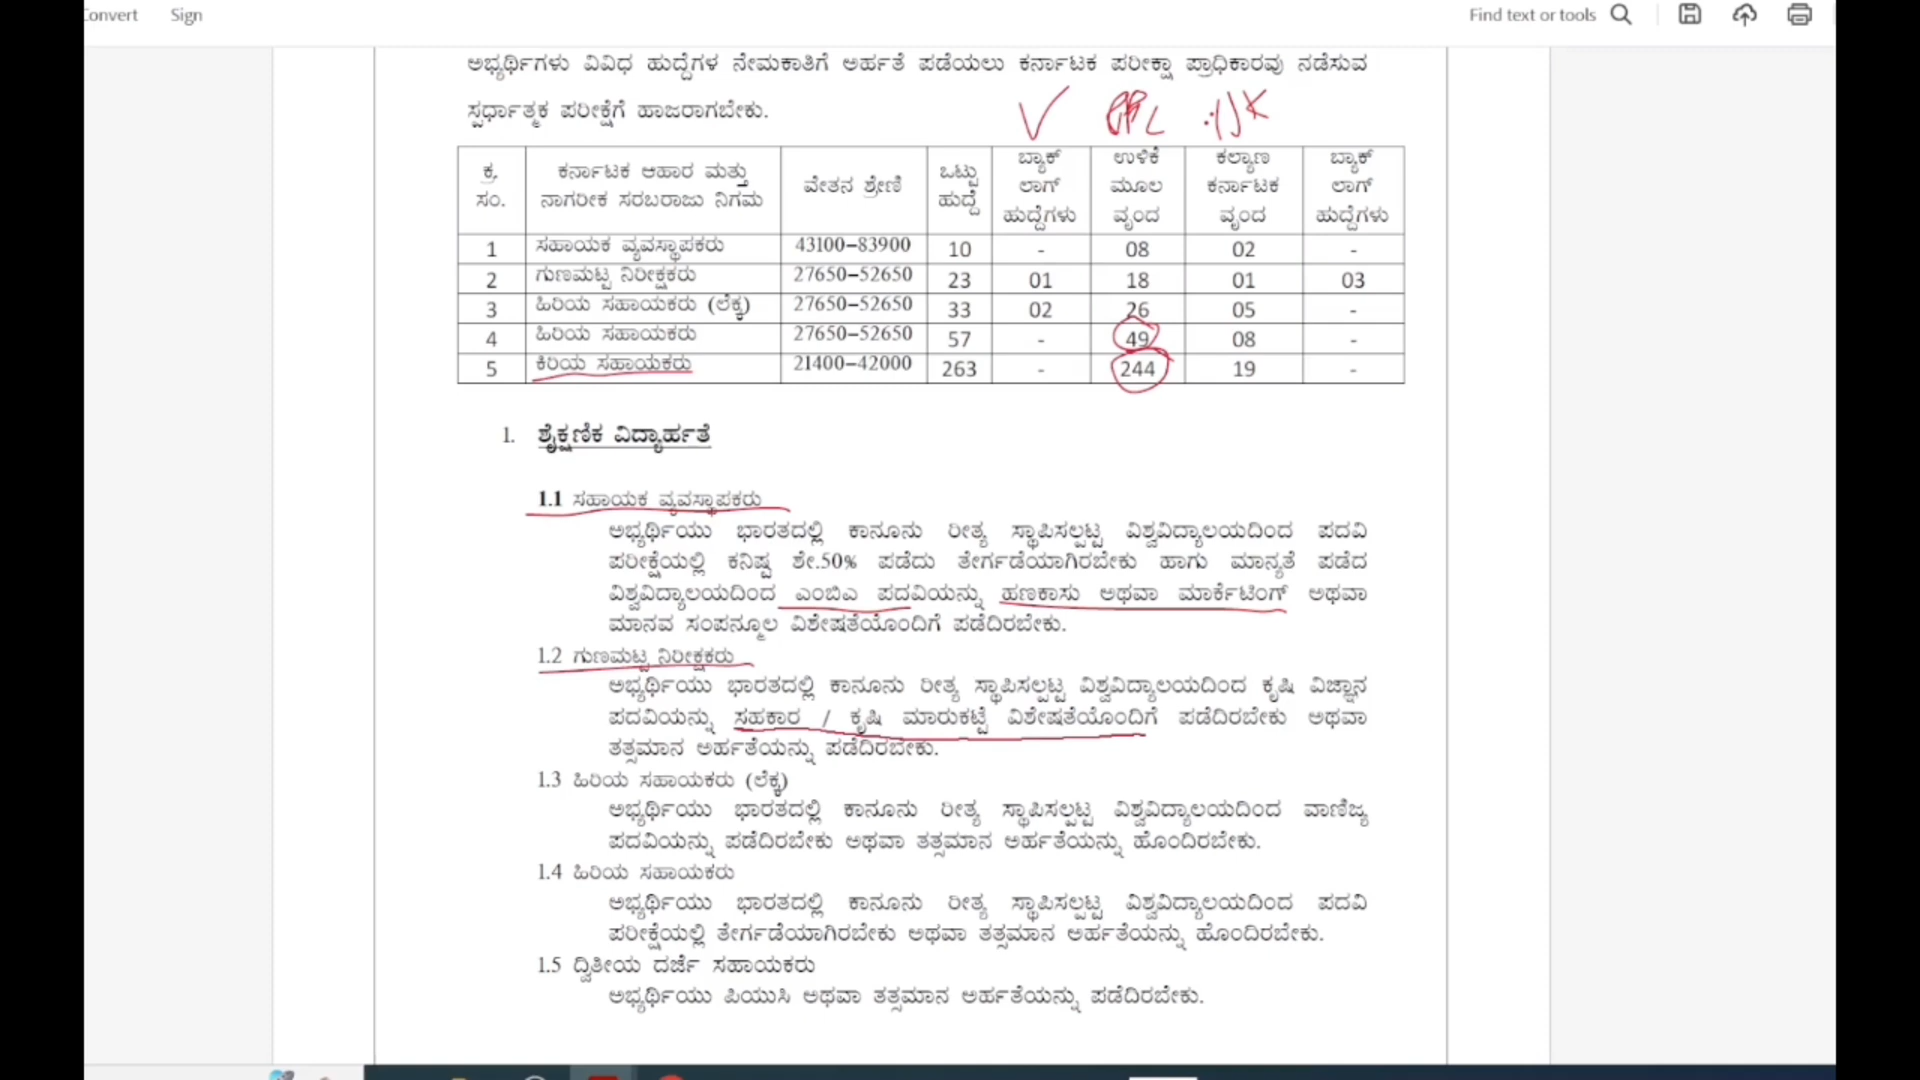 Convert
Sign
Find text or tools
ಅಭ್ಯರ್ಥಿಗಳು ವಿವಿಧ ಹುದ್ದೆಗಳ ನೇಮಕಾತಿಗೆ ಅರ್ಹತೆ ಪಡೆಯಲು ಕರ್ನಾಟಕ ಪರೀಕ್ಷಾ ಪ್ರಾಧಿಕಾರವು ನಡೆಸುವ
ಸ್ಪರ್ಧಾತ್ಮಕ ಪರೀಕ್ಷೆಗೆ ಹಾಜರಾಗಬೇಕು.
ಕ್ರ. ಸಂ. ಕರ್ನಾಟಕ ಆಹಾರ ಮತ್ತು ನಾಗರೀಕ ಸರಬರಾಜು ನಿಗಮ ವೇತನ ಶ್ರೇಣಿ ಒಟ್ಟು ಹುದ್ದೆ ಬ್ಯಾಕ್ ಲಾಗ್ ಹುದ್ದೆಗಳು ಉಳಿಕೆ ಮೂಲ ವೃಂದ ಕಲ್ಯಾಣ ಕರ್ನಾಟಕ ವೃಂದ ಬ್ಯಾಕ್ ಲಾಗ್ ಹುದ್ದೆಗಳು
1 ಸಹಾಯಕ ವ್ಯವಸ್ಥಾಪಕರು 43100–83900 10 - 08 02 -
2 ಗುಣಮಟ್ಟ ನಿರೀಕ್ಷಕರು 27650–52650 23 01 18 01 03
3 ಹಿರಿಯ ಸಹಾಯಕರು (ಲೆಕ್ಕ) 27650–52650 33 02 26 05 -
4 ಹಿರಿಯ ಸಹಾಯಕರು 27650–52650 57 - 49 08 -
5 ಕಿರಿಯ ಸಹಾಯಕರು 21400–42000 263 - 244 19 -
1. ಶೈಕ್ಷಣಿಕ ವಿದ್ಯಾರ್ಹತೆ
1.1 ಸಹಾಯಕ ವ್ಯವಸ್ಥಾಪಕರು
ಅಭ್ಯರ್ಥಿಯು ಭಾರತದಲ್ಲಿ ಕಾನೂನು ರೀತ್ಯ ಸ್ಥಾಪಿಸಲ್ಪಟ್ಟ ವಿಶ್ವವಿದ್ಯಾಲಯದಿಂದ ಪದವಿ
ಪರೀಕ್ಷೆಯಲ್ಲಿ ಕನಿಷ್ಟ ಶೇ.50% ಪಡೆದು ತೇರ್ಗಡೆಯಾಗಿರಬೇಕು ಹಾಗು ಮಾನ್ಯತೆ ಪಡೆದ
ವಿಶ್ವವಿದ್ಯಾಲಯದಿಂದ ಎಂಬಿಎ ಪದವಿಯನ್ನು ಹಣಕಾಸು ಅಥವಾ ಮಾರ್ಕೆಟಿಂಗ್ ಅಥವಾ
ಮಾನವ ಸಂಪನ್ಮೂಲ ವಿಶೇಷತೆಯೊಂದಿಗೆ ಪಡೆದಿರಬೇಕು.
1.2 ಗುಣಮಟ್ಟ ನಿರೀಕ್ಷಕರು
ಅಭ್ಯರ್ಥಿಯು ಭಾರತದಲ್ಲಿ ಕಾನೂನು ರೀತ್ಯ ಸ್ಥಾಪಿಸಲ್ಪಟ್ಟ ವಿಶ್ವವಿದ್ಯಾಲಯದಿಂದ ಕೃಷಿ ವಿಜ್ಞಾನ
ಪದವಿಯನ್ನು ಸಹಕಾರ / ಕೃಷಿ ಮಾರುಕಟ್ಟೆ ವಿಶೇಷತೆಯೊಂದಿಗೆ ಪಡೆದಿರಬೇಕು ಅಥವಾ
ತತ್ಸಮಾನ ಅರ್ಹತೆಯನ್ನು ಪಡೆದಿರಬೇಕು.
1.3 ಹಿರಿಯ ಸಹಾಯಕರು (ಲೆಕ್ಕ)
ಅಭ್ಯರ್ಥಿಯು ಭಾರತದಲ್ಲಿ ಕಾನೂನು ರೀತ್ಯ ಸ್ಥಾಪಿಸಲ್ಪಟ್ಟ ವಿಶ್ವವಿದ್ಯಾಲಯದಿಂದ ವಾಣಿಜ್ಯ
ಪದವಿಯನ್ನು ಪಡೆದಿರಬೇಕು ಅಥವಾ ತತ್ಸಮಾನ ಅರ್ಹತೆಯನ್ನು ಹೊಂದಿರಬೇಕು.
1.4 ಹಿರಿಯ ಸಹಾಯಕರು
ಅಭ್ಯರ್ಥಿಯು ಭಾರತದಲ್ಲಿ ಕಾನೂನು ರೀತ್ಯ ಸ್ಥಾಪಿಸಲ್ಪಟ್ಟ ವಿಶ್ವವಿದ್ಯಾಲಯದಿಂದ ಪದವಿ
ಪರೀಕ್ಷೆಯಲ್ಲಿ ತೇರ್ಗಡೆಯಾಗಿರಬೇಕು ಅಥವಾ ತತ್ಸಮಾನ ಅರ್ಹತೆಯನ್ನು ಹೊಂದಿರಬೇಕು.
1.5 ದ್ವಿತೀಯ ದರ್ಜೆ ಸಹಾಯಕರು
ಅಭ್ಯರ್ಥಿಯು ಪಿಯುಸಿ ಅಥವಾ ತತ್ಸಮಾನ ಅರ್ಹತೆಯನ್ನು ಪಡೆದಿರಬೇಕು.